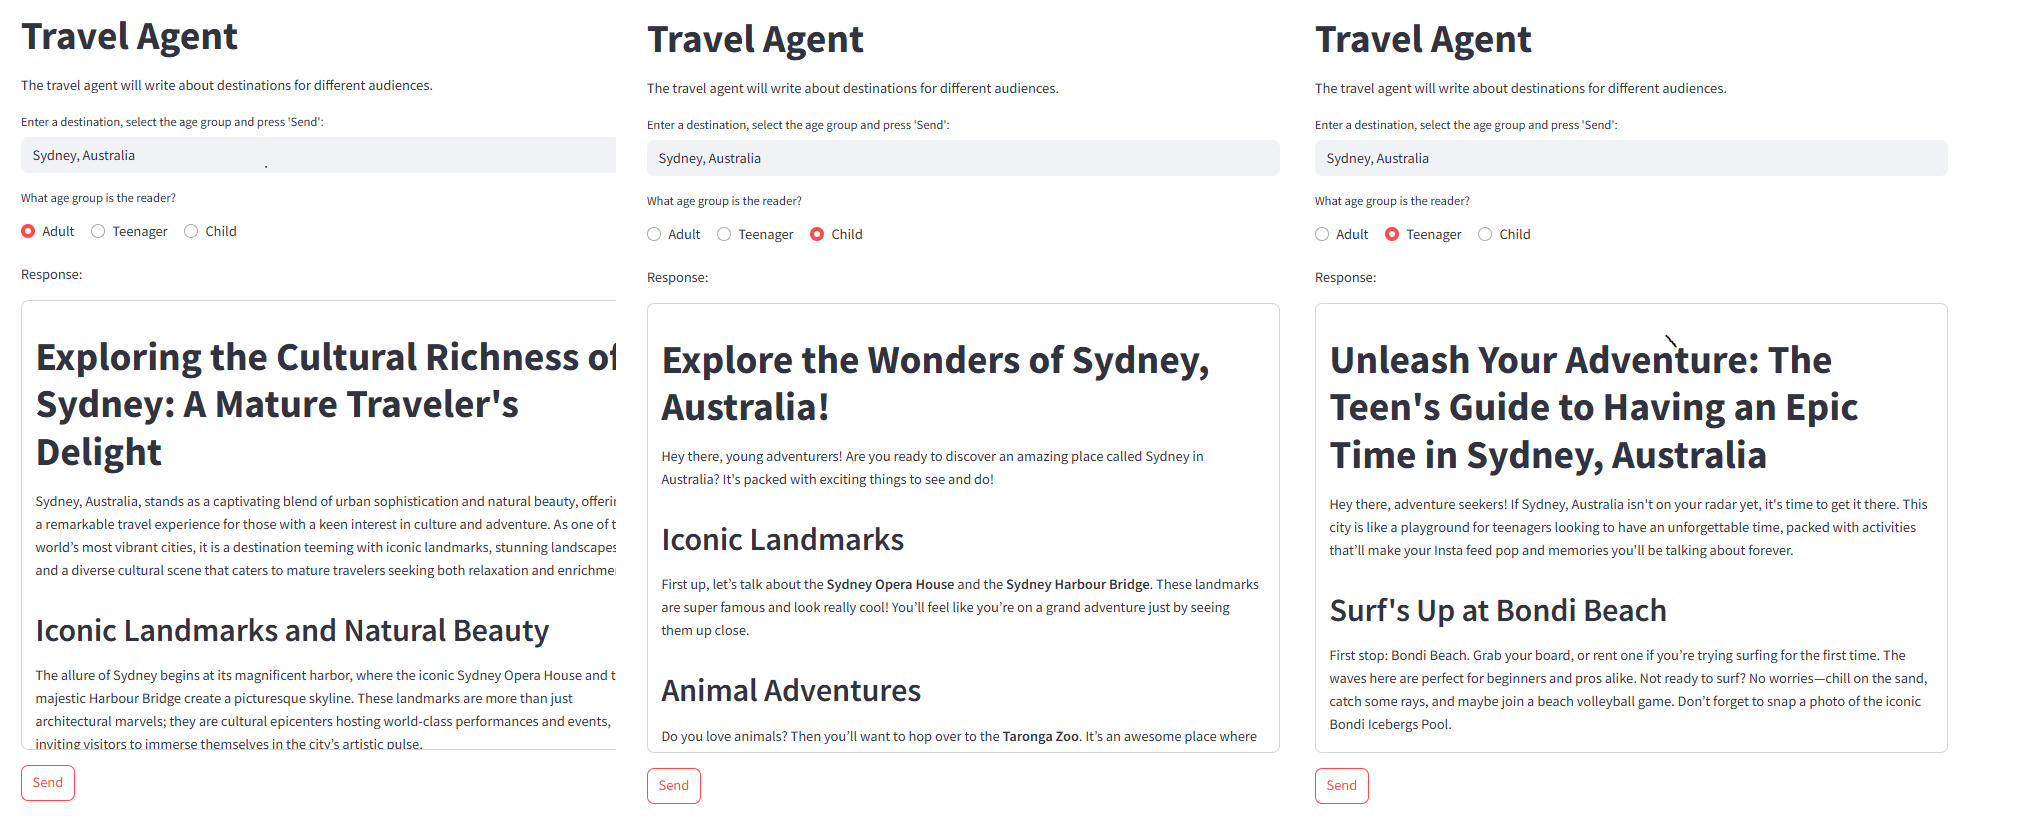 Travel Agent
The travel agent will write about destinations for different audiences.
Enter a destination, select the age group and press 'Send':
Sydney, Australia
What age group is the reader?
Adult Teenager Child
Response:
Exploring the Cultural Richness of
Sydney: A Mature Traveler's
Delight
Sydney, Australia, stands as a captivating blend of urban sophistication and natural beauty, offerin
a remarkable travel experience for those with a keen interest in culture and adventure. As one of t
world’s most vibrant cities, it is a destination teeming with iconic landmarks, stunning landscapes
and a diverse cultural scene that caters to mature travelers seeking both relaxation and enrichme
Iconic Landmarks and Natural Beauty
The allure of Sydney begins at its magnificent harbor, where the iconic Sydney Opera House and t
majestic Harbour Bridge create a picturesque skyline. These landmarks are more than just
architectural marvels; they are cultural epicenters hosting world-class performances and events,
inviting visitors to immerse themselves in the city’s artistic pulse.
Send
Travel Agent
The travel agent will write about destinations for different audiences.
Enter a destination, select the age group and press 'Send':
Sydney, Australia
What age group is the reader?
Adult Teenager Child
Response:
Explore the Wonders of Sydney,
Australia!
Hey there, young adventurers! Are you ready to discover an amazing place called Sydney in
Australia? It's packed with exciting things to see and do!
Iconic Landmarks
First up, let’s talk about the Sydney Opera House and the Sydney Harbour Bridge. These landmarks
are super famous and look really cool! You’ll feel like you’re on a grand adventure just by seeing
them up close.
Animal Adventures
Do you love animals? Then you’ll want to hop over to the Taronga Zoo. It’s an awesome place where
Send
Travel Agent
The travel agent will write about destinations for different audiences.
Enter a destination, select the age group and press 'Send':
Sydney, Australia
What age group is the reader?
Adult Teenager Child
Response:
Unleash Your Adventure: The
Teen's Guide to Having an Epic
Time in Sydney, Australia
Hey there, adventure seekers! If Sydney, Australia isn't on your radar yet, it's time to get it there. This
city is like a playground for teenagers looking to have an unforgettable time, packed with activities
that’ll make your Insta feed pop and memories you'll be talking about forever.
Surf's Up at Bondi Beach
First stop: Bondi Beach. Grab your board, or rent one if you’re trying surfing for the first time. The
waves here are perfect for beginners and pros alike. Not ready to surf? No worries—chill on the sand,
catch some rays, and maybe join a beach volleyball game. Don’t forget to snap a photo of the iconic
Bondi Icebergs Pool.
Send